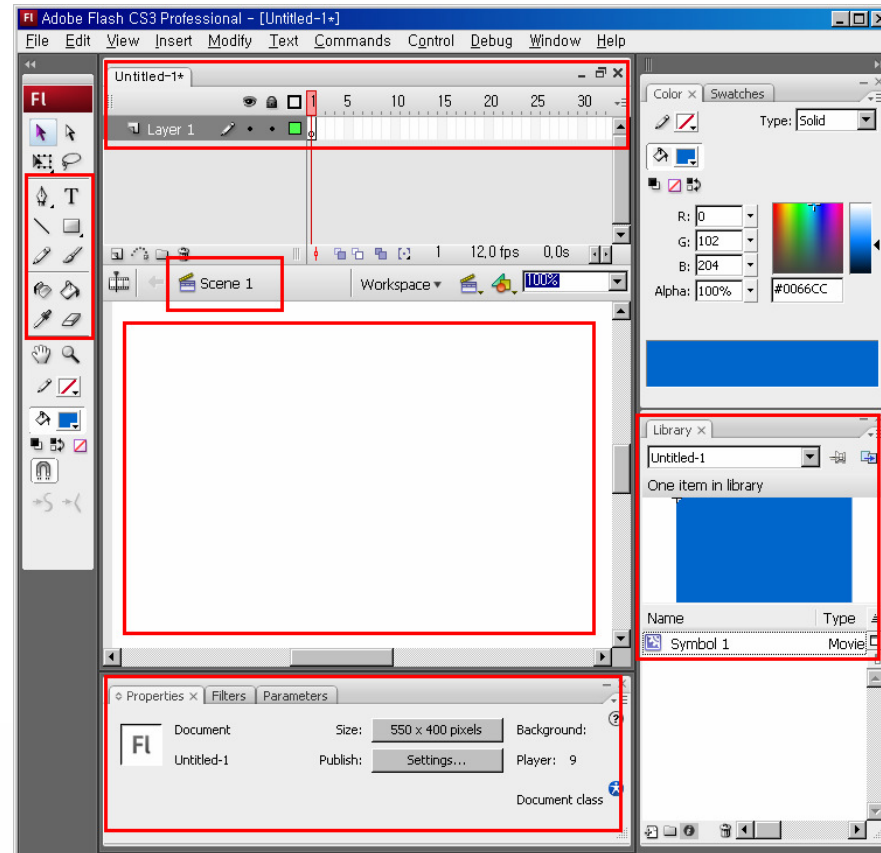 Adobe Flash CS3 Professional - [Untitled-1*]
File Edit View Insert Modify Text Commands Control Debug Window Help
Untitled-1*
Fl
1 5 10 15 20 25 30
Layer 1
T
1 12,0 fps 0,0s
Scene 1 Workspace 100%
Color Swatches
Type: Solid
R: 0
G: 102
B: 204
Alpha: 100% #0066CC
Library
Untitled-1
One item in library
Name Type
Symbol 1 Movie
Properties Filters Parameters
Fl
Document Size: 550 x 400 pixels Background:
Untitled-1 Publish: Settings... Player: 9
Document class